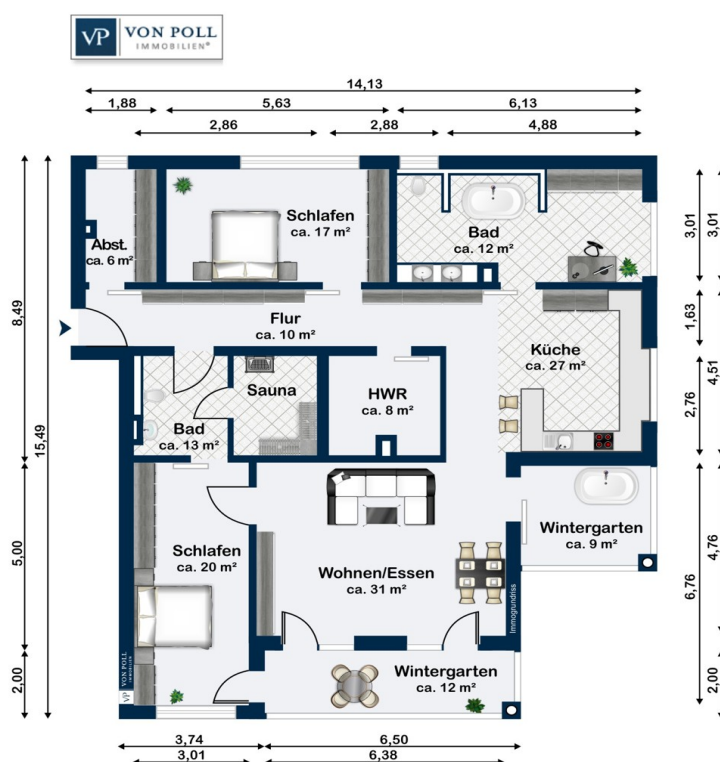 VP VON POLL
IMMOBILIEN®
14,13
1,88 5,63 6,13
2,86 2,88 4,88
8,49
15,49
5,00
2,00
3,01 3,01
1,63
4,51
2,76
4,76
6,76
2,00
Abst.
ca. 6 m²
Schlafen
ca. 17 m²
Bad
ca. 12 m²
Flur
ca. 10 m²
Küche
ca. 27 m²
Sauna
HWR
ca. 8 m²
Bad
ca. 13 m²
Schlafen
ca. 20 m²
Wohnen/Essen
ca. 31 m²
Wintergarten
ca. 9 m²
Immogrundriss
Wintergarten
ca. 12 m²
VP VON POLL
IMMOBILIEN
3,74 6,50
3,01 6,38